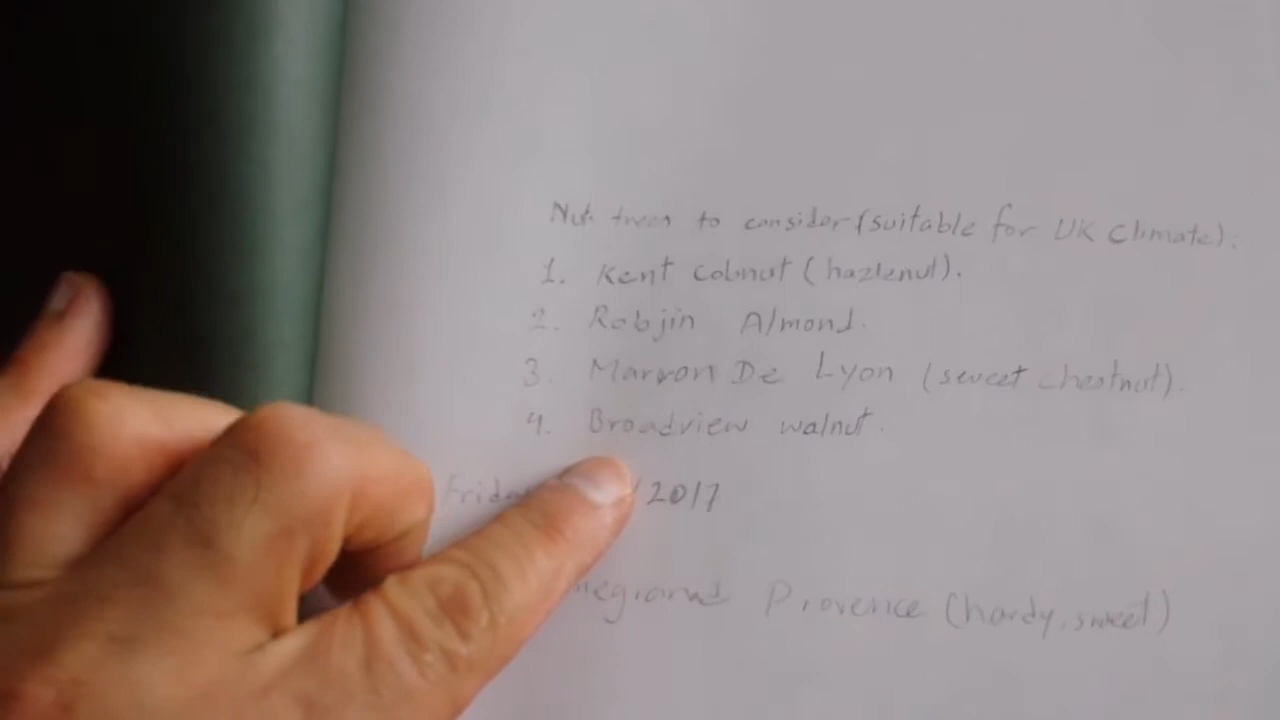 Nut trees to consider (suitable for UK Climate):
1. Kent Cobnut (hazlenut).
2. Robjin Almond.
3. Marron De Lyon (sweet chestnut).
4. Broadview walnut.
/2017
Provence (hardy, sweet)